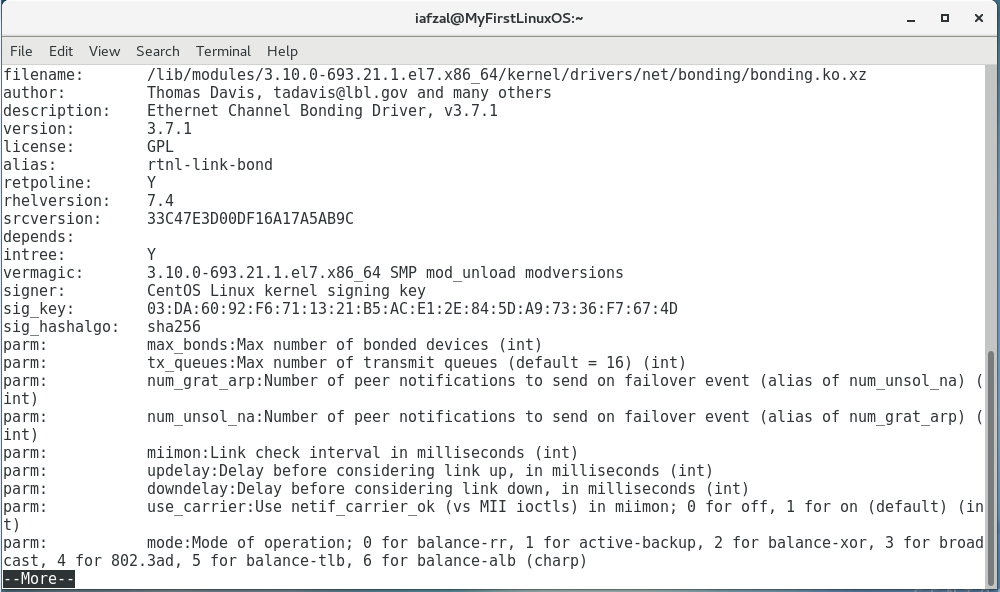 iafzal@MyFirstLinuxOS:~
File Edit View Search Terminal Help
filename:       /lib/modules/3.10.0-693.21.1.el7.x86_64/kernel/drivers/net/bonding/bonding.ko.xz
author:         Thomas Davis, tadavis@lbl.gov and many others
description:    Ethernet Channel Bonding Driver, v3.7.1
version:        3.7.1
license:        GPL
alias:          rtnl-link-bond
retpoline:      Y
rhelversion:    7.4
srcversion:     33C47E3D00DF16A17A5AB9C
depends:
intree:         Y
vermagic:       3.10.0-693.21.1.el7.x86_64 SMP mod_unload modversions
signer:         CentOS Linux kernel signing key
sig_key:        03:DA:60:92:F6:71:13:21:B5:AC:E1:2E:84:5D:A9:73:36:F7:67:4D
sig_hashalgo:   sha256
parm:           max_bonds:Max number of bonded devices (int)
parm:           tx_queues:Max number of transmit queues (default = 16) (int)
parm:           num_grat_arp:Number of peer notifications to send on failover event (alias of num_unsol_na) (
int)
parm:           num_unsol_na:Number of peer notifications to send on failover event (alias of num_grat_arp) (
int)
parm:           miimon:Link check interval in milliseconds (int)
parm:           updelay:Delay before considering link up, in milliseconds (int)
parm:           downdelay:Delay before considering link down, in milliseconds (int)
parm:           use_carrier:Use netif_carrier_ok (vs MII ioctls) in miimon; 0 for off, 1 for on (default) (in
t)
parm:           mode:Mode of operation; 0 for balance-rr, 1 for active-backup, 2 for balance-xor, 3 for broad
cast, 4 for 802.3ad, 5 for balance-tlb, 6 for balance-alb (charp)
--More--